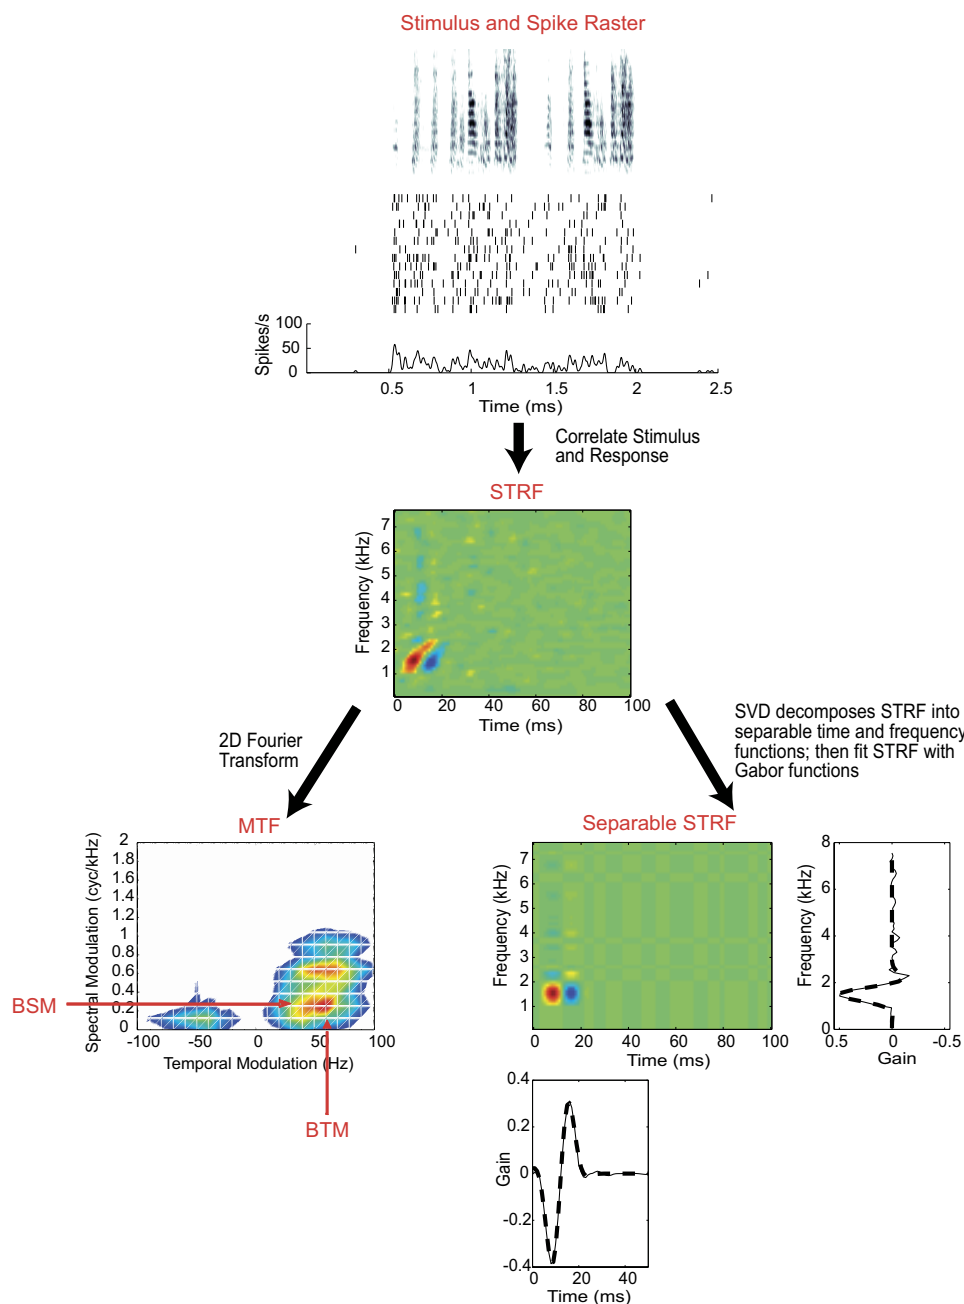 Stimulus and Spike Raster
100
50
0
Spikes/s
0.5 1 1.5 2 2.5
Time (ms)
Correlate Stimulus
and Response
STRF
7
6
5
4
3
2
1
Frequency (kHz)
0 20 40 60 80 100
Time (ms)
2D Fourier
Transform
SVD decomposes STRF into
separable time and frequency
functions; then fit STRF with
Gabor functions
MTF
2
1.8
1.6
1.4
1.2
1
0.8
0.6
0.4
0.2
0
Spectral Modulation (cyc/kHz)
-100 -50 0 50 100
Temporal Modulation (Hz)
BSM
BTM
Separable STRF
7
6
5
4
3
2
1
Frequency (kHz)
0 20 40 60 80 100
Time (ms)
8
6
4
2
0
Frequency (kHz)
0.5 0 -0.5
Gain
0.4
0.2
0
-0.2
-0.4
Gain
0 20 40
Time (ms)